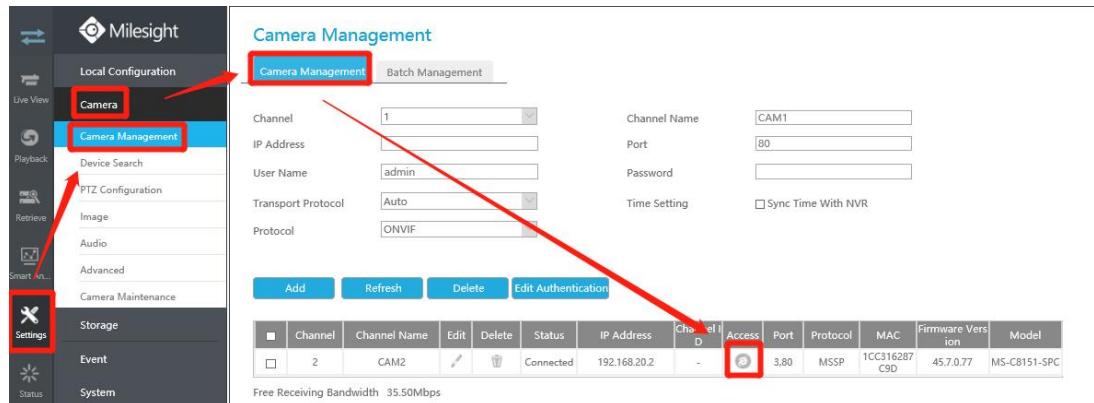 Milesight
Live View
Playback
Retrieve
Smart An...
Settings
Status
Local Configuration
Camera
Camera Management
Device Search
PTZ Configuration
Image
Audio
Advanced
Camera Maintenance
Storage
Event
System
Camera Management
Camera Management Batch Management
Channel 1 Channel Name CAM1
IP Address Port 80
User Name admin Password
Transport Protocol Auto Time Setting Sync Time With NVR
Protocol ONVIF
Add Refresh Delete Edit Authentication
Channel Channel Name Edit Delete Status IP Address Channel ID Access Port Protocol MAC Firmware Version Model
2 CAM2 Connected 192.168.20.2 - 3,80 MSSP 1CC316287C9D 45.7.0.77 MS-C8151-SPC
Free Receiving Bandwidth 35.50Mbps